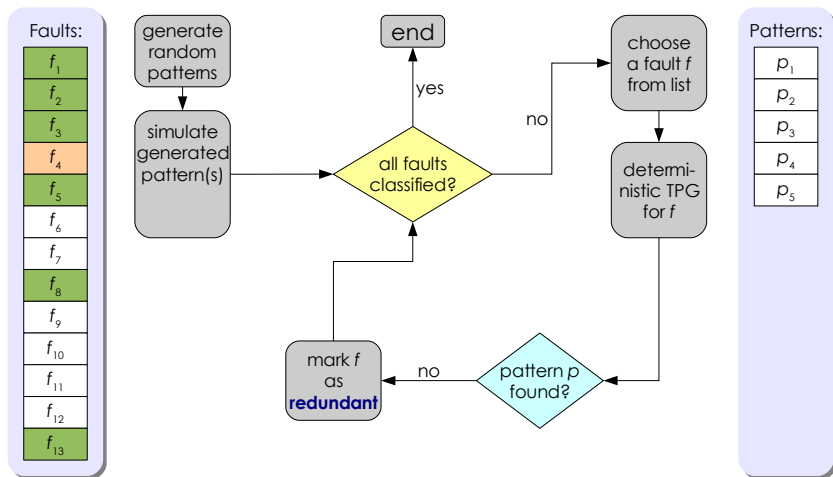 Faults:
f1
f2
f3
f4
f5
f6
f7
f8
f9
f10
f11
f12
f13
generate
random
patterns
simulate
generated
pattern(s)
end
yes
all faults
classified?
no
choose
a fault f
from list
determini-
nistic TPG
for f
pattern p
found?
no
mark f
as
redundant
Patterns:
p1
p2
p3
p4
p5